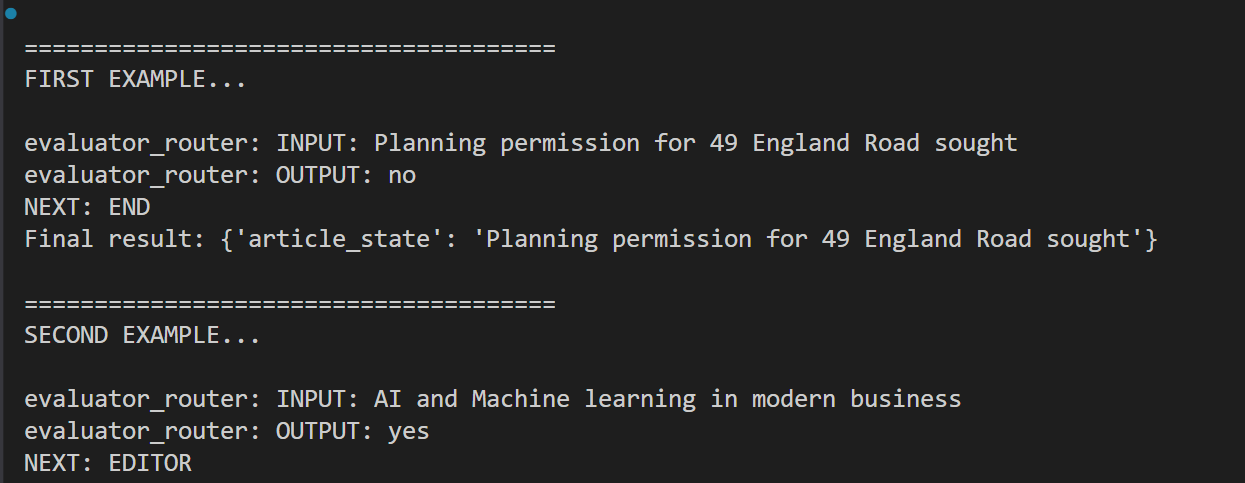 ======================================
FIRST EXAMPLE...
evaluator_router: INPUT: Planning permission for 49 England Road sought
evaluator_router: OUTPUT: no
NEXT: END
Final result: {'article_state': 'Planning permission for 49 England Road sought'}
======================================
SECOND EXAMPLE...
evaluator_router: INPUT: AI and Machine learning in modern business
evaluator_router: OUTPUT: yes
NEXT: EDITOR